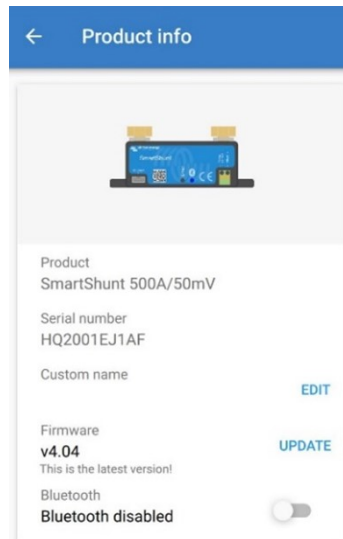 Product info
SmartShunt
Product
SmartShunt 500A/50mV
Serial number
HQ2001EJ1AF
Custom name
EDIT
Firmware
v4.04
UPDATE
This is the latest version!
Bluetooth
Bluetooth disabled